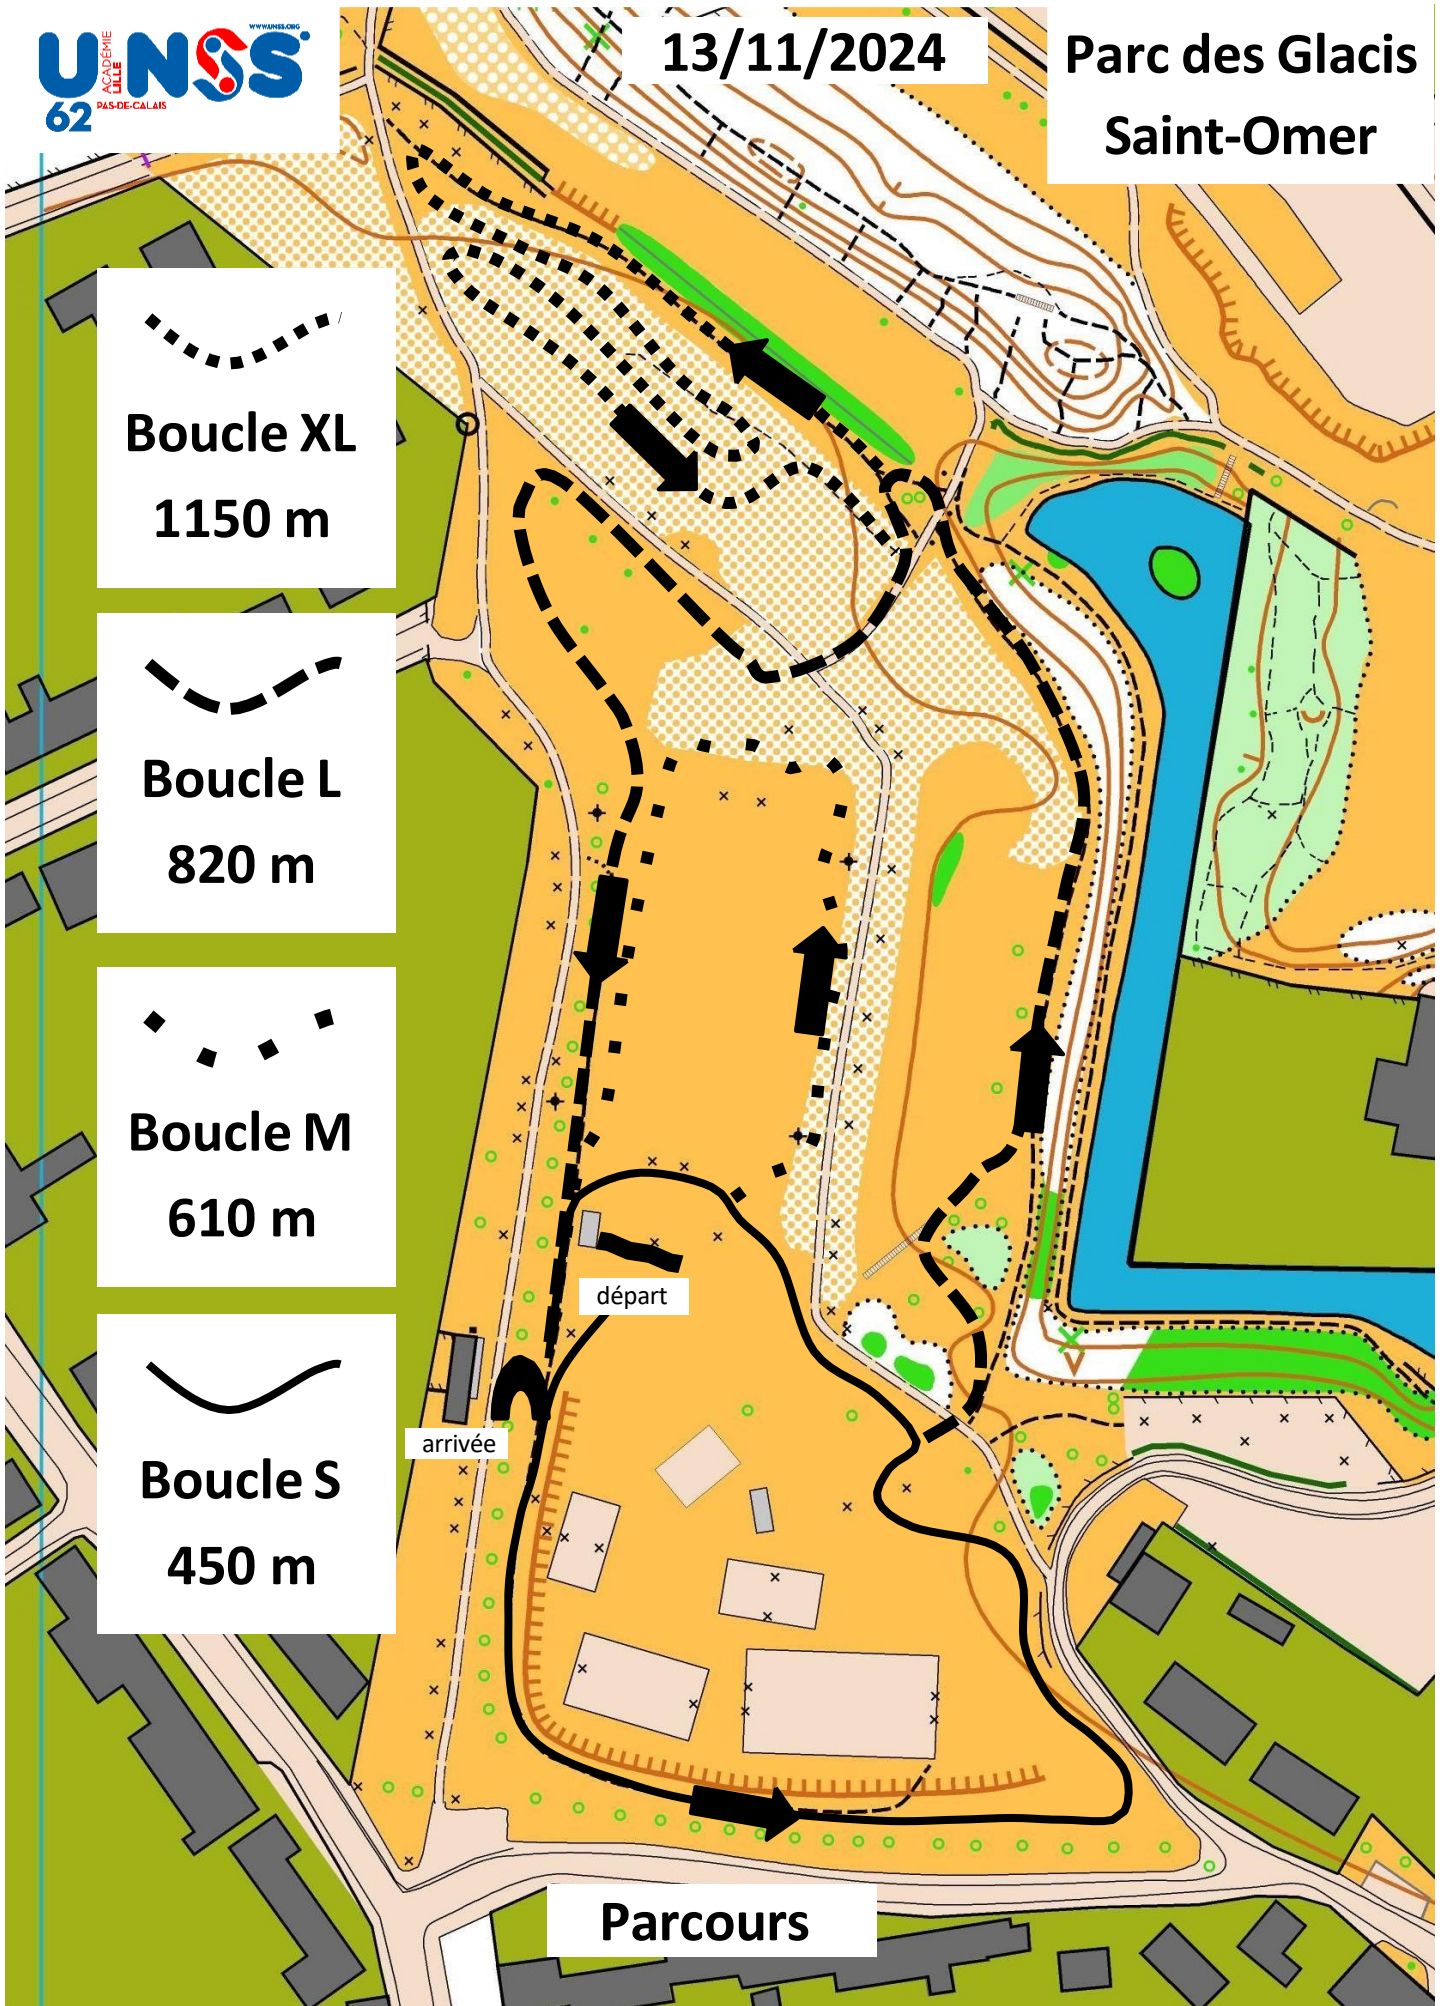 WWW.UNSS.ORG
UNSS
ACADÉMIE
LILLE
62 PAS-DE-CALAIS
13/11/2024
Parc des Glacis
Saint-Omer
Boucle XL
1150 m
Boucle L
820 m
Boucle M
610 m
départ
Boucle S
450 m
arrivée
Parcours